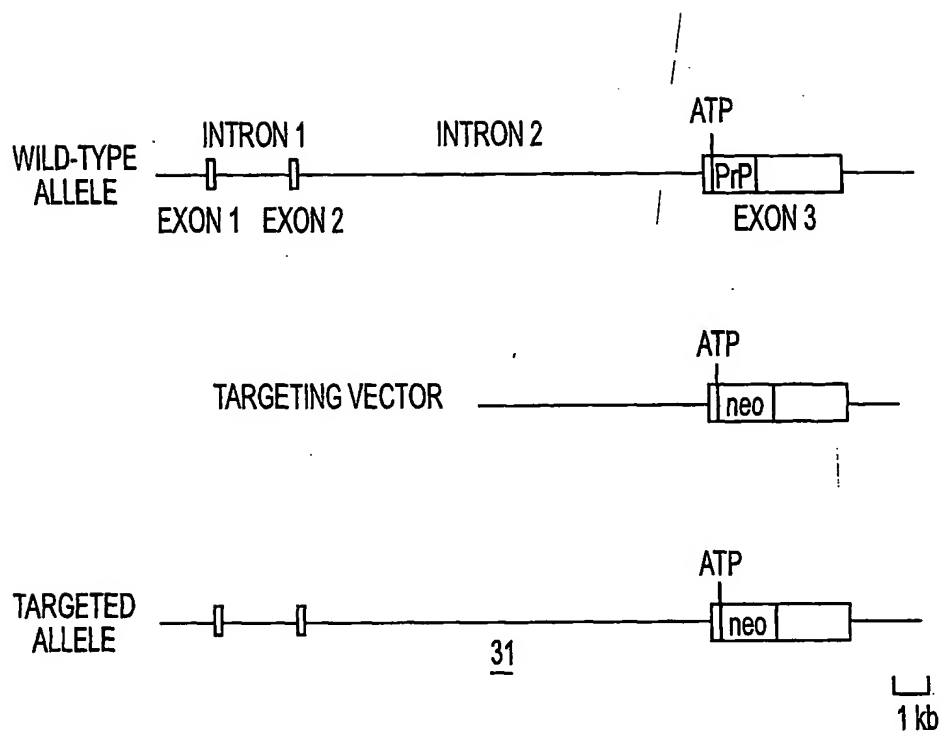 ATP
INTRON 1
INTRON 2
WILD-TYPE
ALLELE
PrP
EXON 1
EXON 2
EXON 3
ATP
TARGETING VECTOR
neo
ATP
TARGETED
ALLELE
neo
31
1 kb